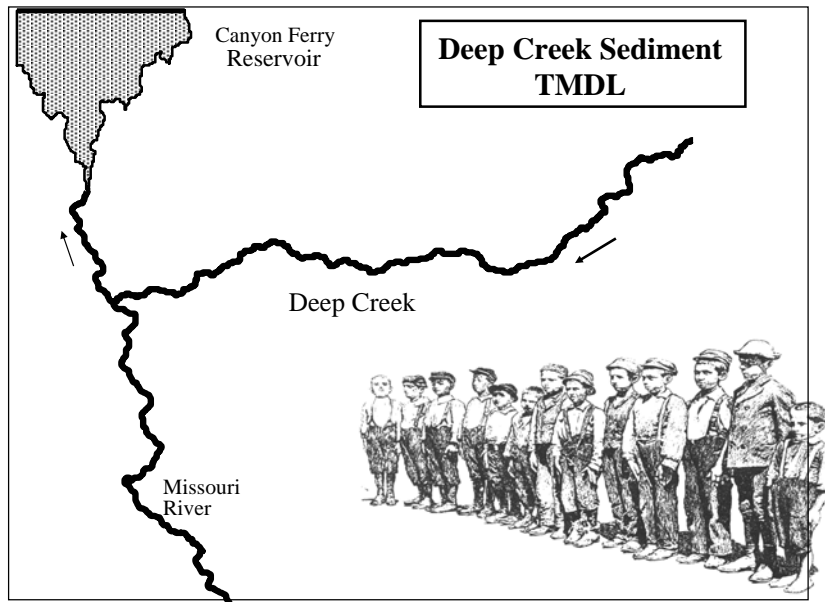 Canyon Ferry
Reservoir
Deep Creek Sediment
TMDL
Deep Creek
Missouri
River